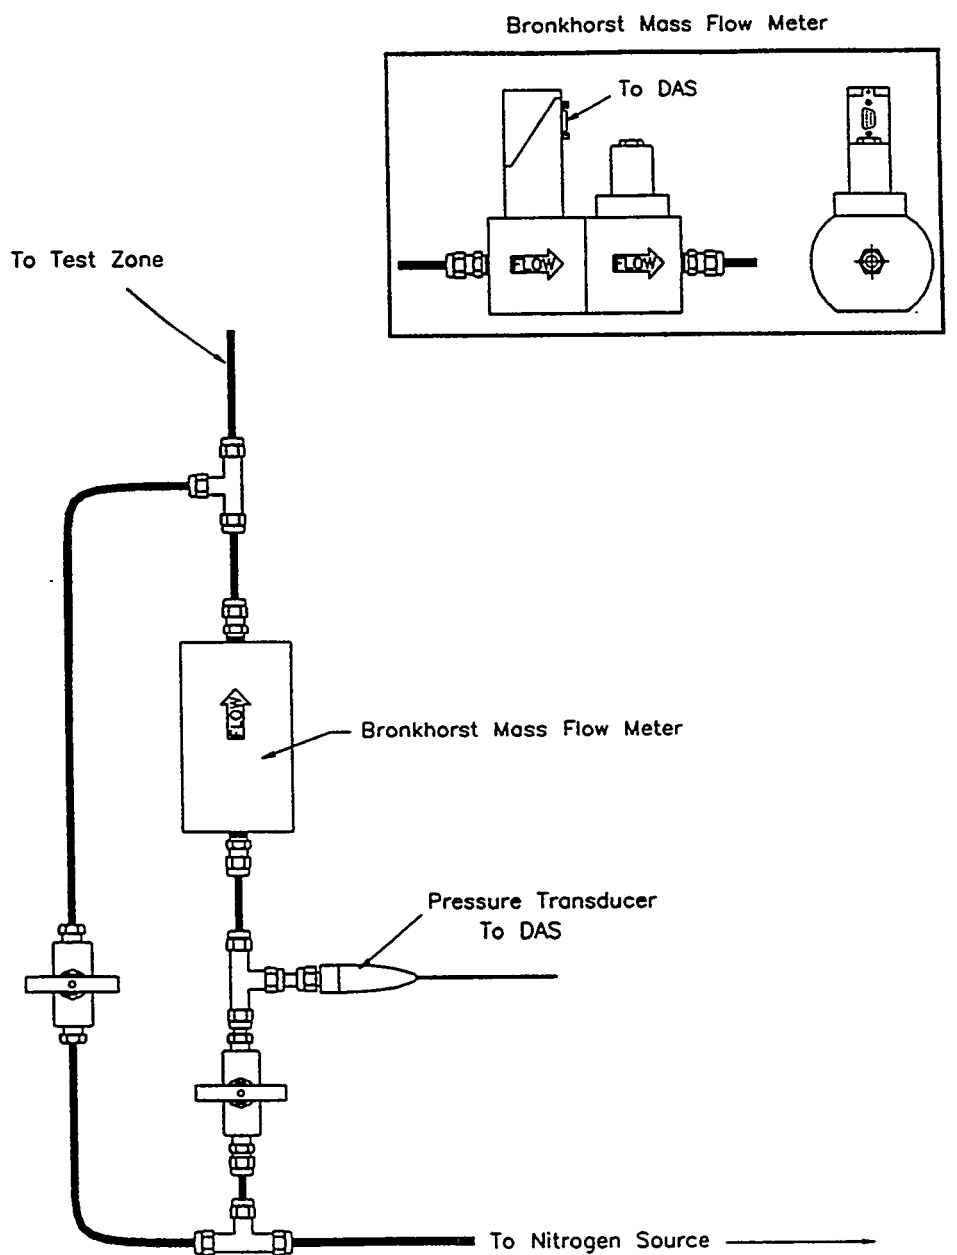 Bronkhorst Mass Flow Meter
To DAS
FLOW
FLOW
To Test Zone
FLOW
Bronkhorst Mass Flow Meter
Pressure Transducer
To DAS
To Nitrogen Source